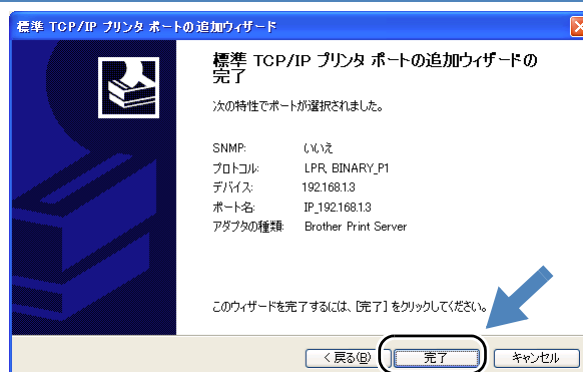 標準 TCP/IP プリンタ ポートの追加ウィザード
標準 TCP/IP プリンタ ポートの追加ウィザードの
完了
次の特性でポートが選択されました。
SNMP: いいえ
プロトコル: LPR, BINARY_P1
デバイス: 192.168.1.3
ポート名: IP_192.168.1.3
アダプタの種類: Brother Print Server
このウィザードを完了するには、[完了] をクリックしてください。
< 戻る(B) 完了 キャンセル